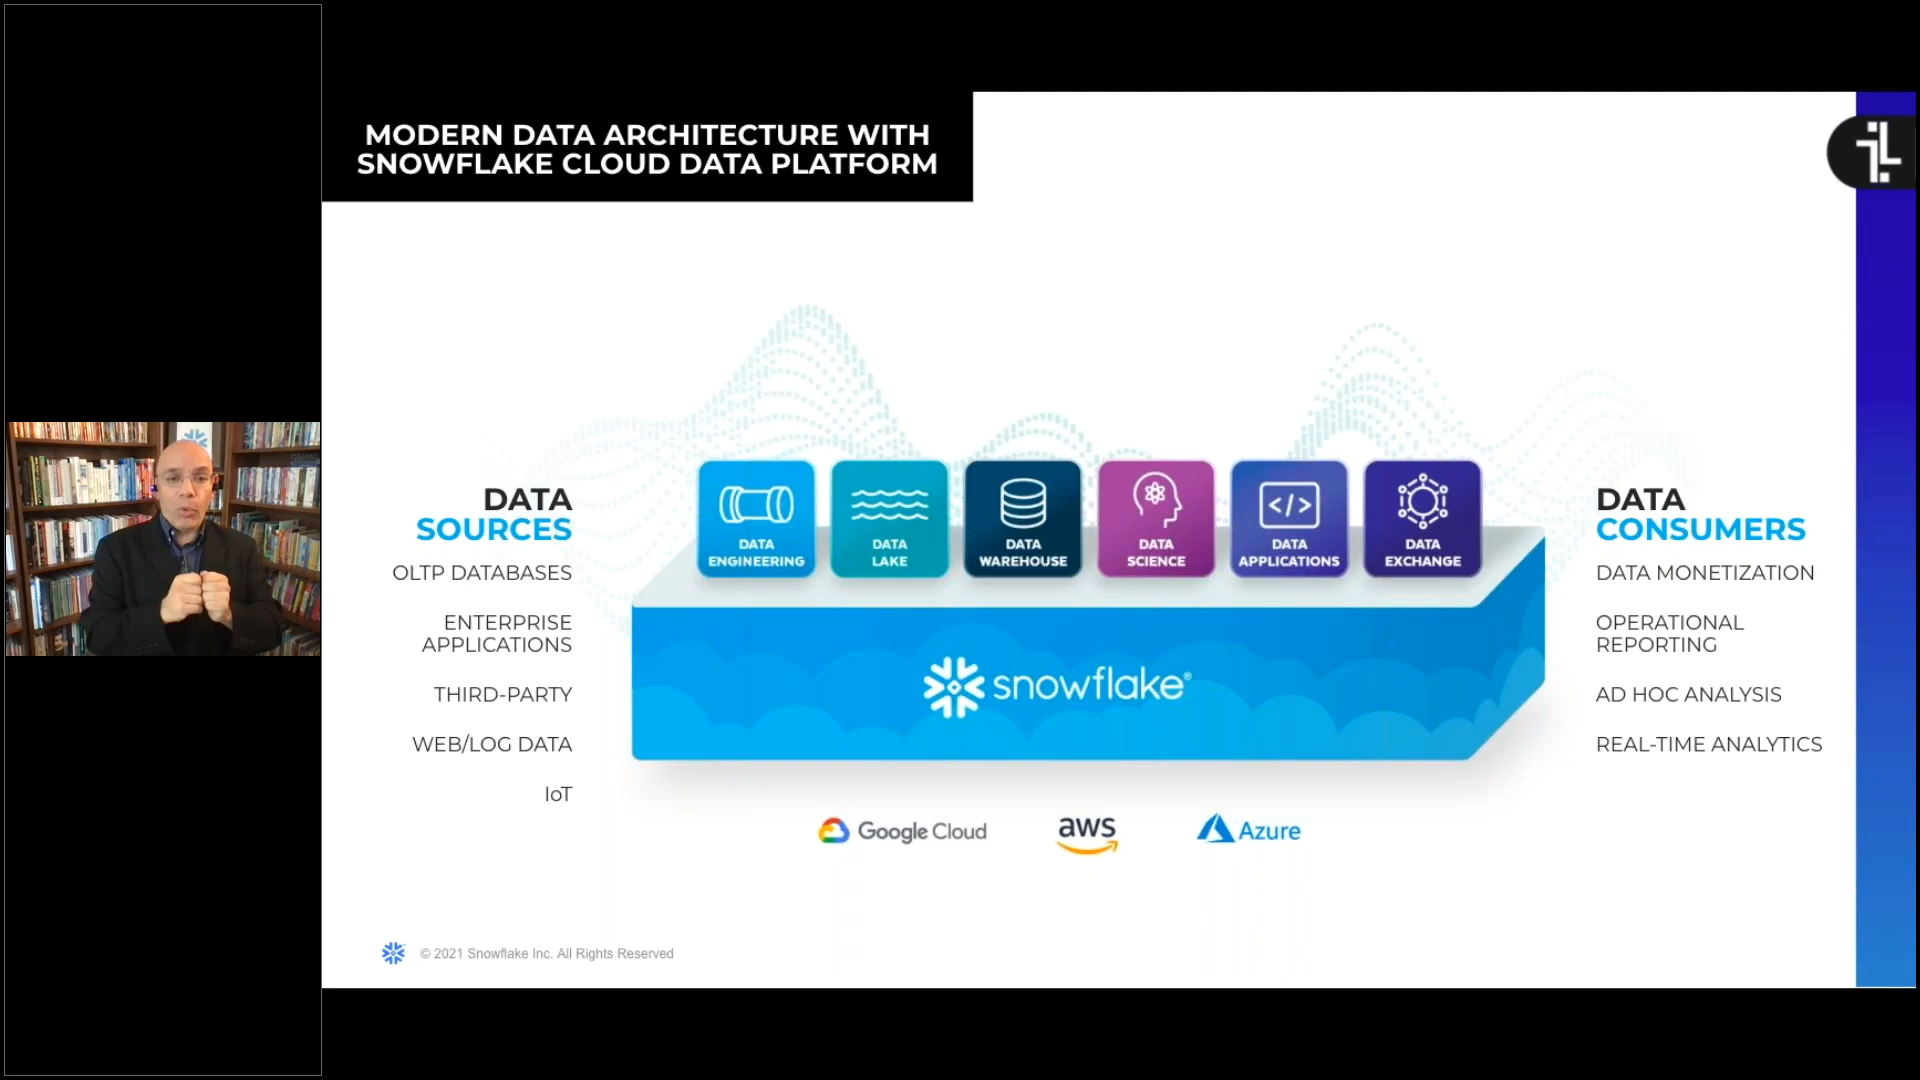 MODERN DATA ARCHITECTURE WITH
SNOWFLAKE CLOUD DATA PLATFORM
DATA
SOURCES
OLTP DATABASES
ENTERPRISE
APPLICATIONS
THIRD-PARTY
WEB/LOG DATA
IoT
DATA
ENGINEERING
DATA
LAKE
DATA
WAREHOUSE
DATA
SCIENCE
</>
DATA
APPLICATIONS
DATA
EXCHANGE
snowflake®
Google Cloud
aws
Azure
DATA
CONSUMERS
DATA MONETIZATION
OPERATIONAL
REPORTING
AD HOC ANALYSIS
REAL-TIME ANALYTICS
© 2021 Snowflake Inc. All Rights Reserved